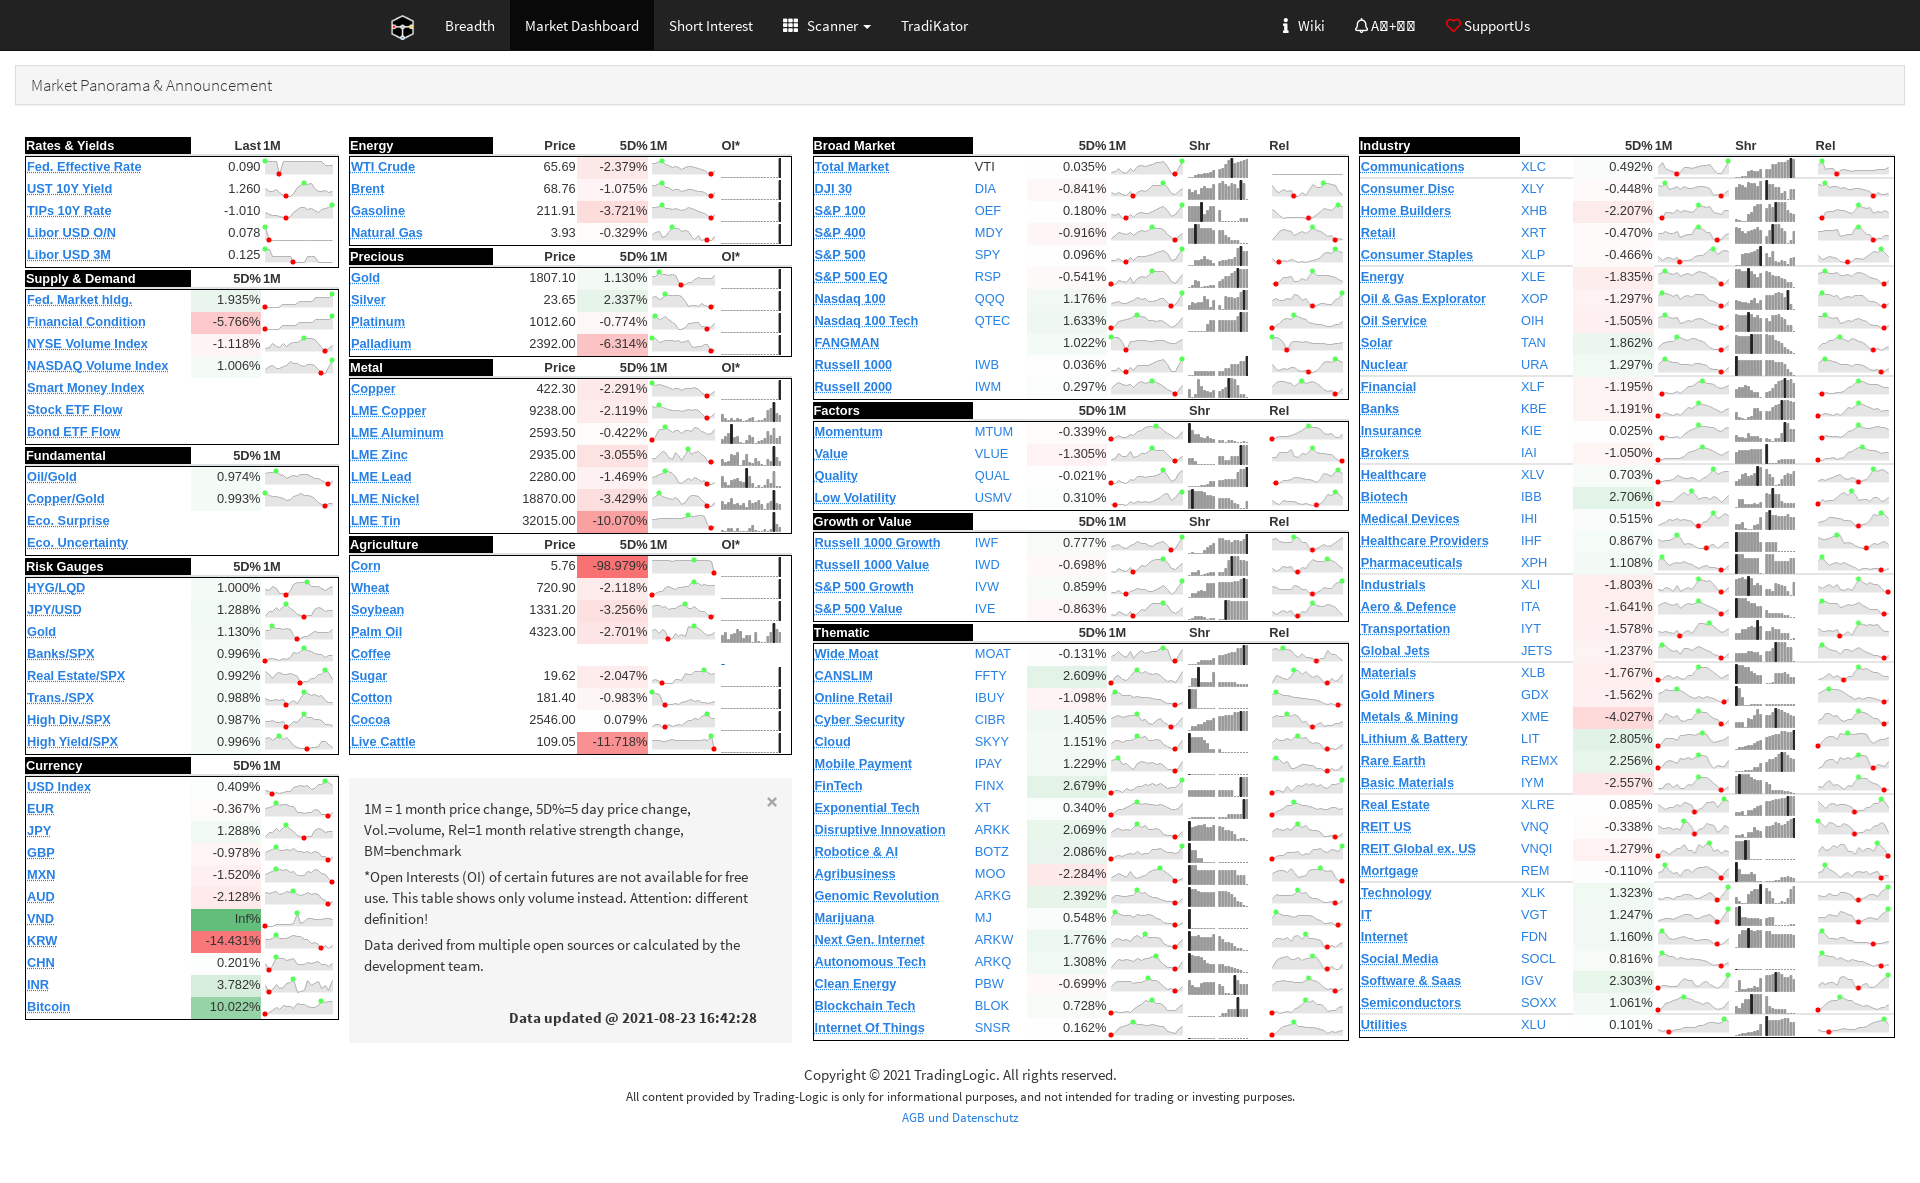 Breadth
Market Dashboard
Short Interest
Scanner
TradiKator
Wiki
SupportUs
Market Panorama & Announcement
Rates & Yields Last 1M
Fed. Effective Rate 0.090
UST 10Y Yield 1.260
TIPs 10Y Rate -1.010
Libor USD O/N 0.078
Libor USD 3M 0.125
Supply & Demand 5D% 1M
Fed. Market hldg. 1.935%
Financial Condition -5.766%
NYSE Volume Index -1.118%
NASDAQ Volume Index 1.006%
Smart Money Index
Stock ETF Flow
Bond ETF Flow
Fundamental 5D% 1M
Oil/Gold 0.974%
Copper/Gold 0.993%
Eco. Surprise
Eco. Uncertainty
Risk Gauges 5D% 1M
HYG/LQD 1.000%
JPY/USD 1.288%
Gold 1.130%
Banks/SPX 0.996%
Real Estate/SPX 0.992%
Trans./SPX 0.988%
High Div./SPX 0.987%
High Yield/SPX 0.996%
Currency 5D% 1M
USD Index 0.409%
EUR -0.367%
JPY 1.288%
GBP -0.978%
MXN -1.520%
AUD -2.128%
VND Inf%
KRW -14.431%
CHN 0.201%
INR 3.782%
Bitcoin 10.022%
Energy Price 5D% 1M OI*
WTI Crude 65.69 -2.379%
Brent 68.76 -1.075%
Gasoline 211.91 -3.721%
Natural Gas 3.93 -0.329%
Precious Price 5D% 1M OI*
Gold 1807.10 1.130%
Silver 23.65 2.337%
Platinum 1012.60 -0.774%
Palladium 2392.00 -6.314%
Metal Price 5D% 1M OI*
Copper 422.30 -2.291%
LME Copper 9238.00 -2.119%
LME Aluminum 2593.50 -0.422%
LME Zinc 2935.00 -3.055%
LME Lead 2280.00 -1.469%
LME Nickel 18870.00 -3.429%
LME Tin 32015.00 -10.070%
Agriculture Price 5D% 1M OI*
Corn 5.76 -98.979%
Wheat 720.90 -2.118%
Soybean 1331.20 -3.256%
Palm Oil 4323.00 -2.701%
Coffee -
Sugar 19.62 -2.047%
Cotton 181.40 -0.983%
Cocoa 2546.00 0.079%
Live Cattle 109.05 -11.718%
×
1M = 1 month price change, 5D%=5 day price change,
Vol.=volume, Rel=1 month relative strength change,
BM=benchmark
*Open Interests (OI) of certain futures are not available for free
use. This table shows only volume instead. Attention: different
definition!
Data derived from multiple open sources or calculated by the
development team.
Data updated @ 2021-08-23 16:42:28
Broad Market 5D% 1M Shr Rel
Total Market VTI 0.035%
DJI 30 DIA -0.841%
S&P 100 OEF 0.180%
S&P 400 MDY -0.916%
S&P 500 SPY 0.096%
S&P 500 EQ RSP -0.541%
Nasdaq 100 QQQ 1.176%
Nasdaq 100 Tech QTEC 1.633%
FANGMAN 1.022%
Russell 1000 IWB 0.036%
Russell 2000 IWM 0.297%
Factors 5D% 1M Shr Rel
Momentum MTUM -0.339%
Value VLUE -1.305%
Quality QUAL -0.021%
Low Volatility USMV 0.310%
Growth or Value 5D% 1M Shr Rel
Russell 1000 Growth IWF 0.777%
Russell 1000 Value IWD -0.698%
S&P 500 Growth IVW 0.859%
S&P 500 Value IVE -0.863%
Thematic 5D% 1M Shr Rel
Wide Moat MOAT -0.131%
CANSLIM FFTY 2.609%
Online Retail IBUY -1.098%
Cyber Security CIBR 1.405%
Cloud SKYY 1.151%
Mobile Payment IPAY 1.229%
FinTech FINX 2.679%
Exponential Tech XT 0.340%
Disruptive Innovation ARKK 2.069%
Robotice & AI BOTZ 2.086%
Agribusiness MOO -2.284%
Genomic Revolution ARKG 2.392%
Marijuana MJ 0.548%
Next Gen. Internet ARKW 1.776%
Autonomous Tech ARKQ 1.308%
Clean Energy PBW -0.699%
Blockchain Tech BLOK 0.728%
Internet Of Things SNSR 0.162%
Industry 5D% 1M Shr Rel
Communications XLC 0.492%
Consumer Disc XLY -0.448%
Home Builders XHB -2.207%
Retail XRT -0.470%
Consumer Staples XLP -0.466%
Energy XLE -1.835%
Oil & Gas Explorator XOP -1.297%
Oil Service OIH -1.505%
Solar TAN 1.862%
Nuclear URA 1.297%
Financial XLF -1.195%
Banks KBE -1.191%
Insurance KIE 0.025%
Brokers IAI -1.050%
Healthcare XLV 0.703%
Biotech IBB 2.706%
Medical Devices IHI 0.515%
Healthcare Providers IHF 0.867%
Pharmaceuticals XPH 1.108%
Industrials XLI -1.803%
Aero & Defence ITA -1.641%
Transportation IYT -1.578%
Global Jets JETS -1.237%
Materials XLB -1.767%
Gold Miners GDX -1.562%
Metals & Mining XME -4.027%
Lithium & Battery LIT 2.805%
Rare Earth REMX 2.256%
Basic Materials IYM -2.557%
Real Estate XLRE 0.085%
REIT US VNQ -0.338%
REIT Global ex. US VNQI -1.279%
Mortgage REM -0.110%
Technology XLK 1.323%
IT VGT 1.247%
Internet FDN 1.160%
Social Media SOCL 0.816%
Software & Saas IGV 2.303%
Semiconductors SOXX 1.061%
Utilities XLU 0.101%
Copyright © 2021 TradingLogic. All rights reserved.
All content provided by Trading-Logic is only for informational purposes, and not intended for trading or investing purposes.
AGB und Datenschutz